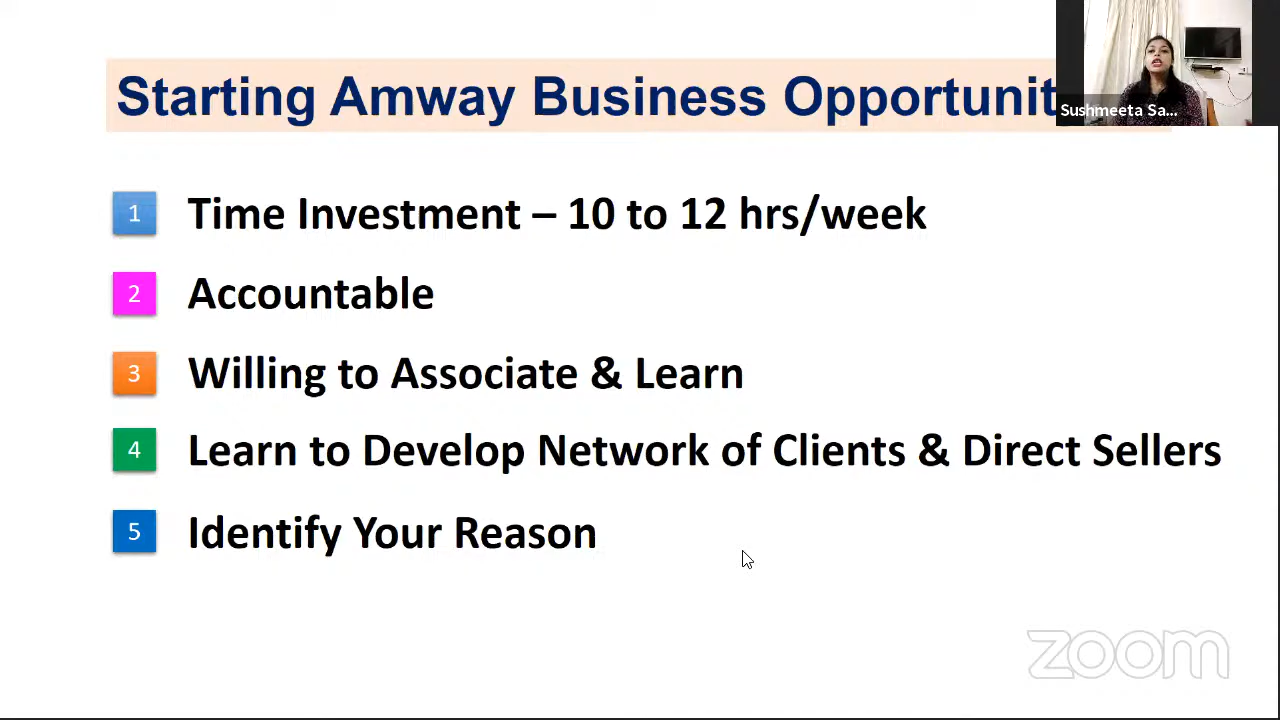 Starting Amway Business Opportunit
Sushmeeta Sa...
1 Time Investment – 10 to 12 hrs/week
2 Accountable
3 Willing to Associate & Learn
4 Learn to Develop Network of Clients & Direct Sellers
5 Identify Your Reason
zoom